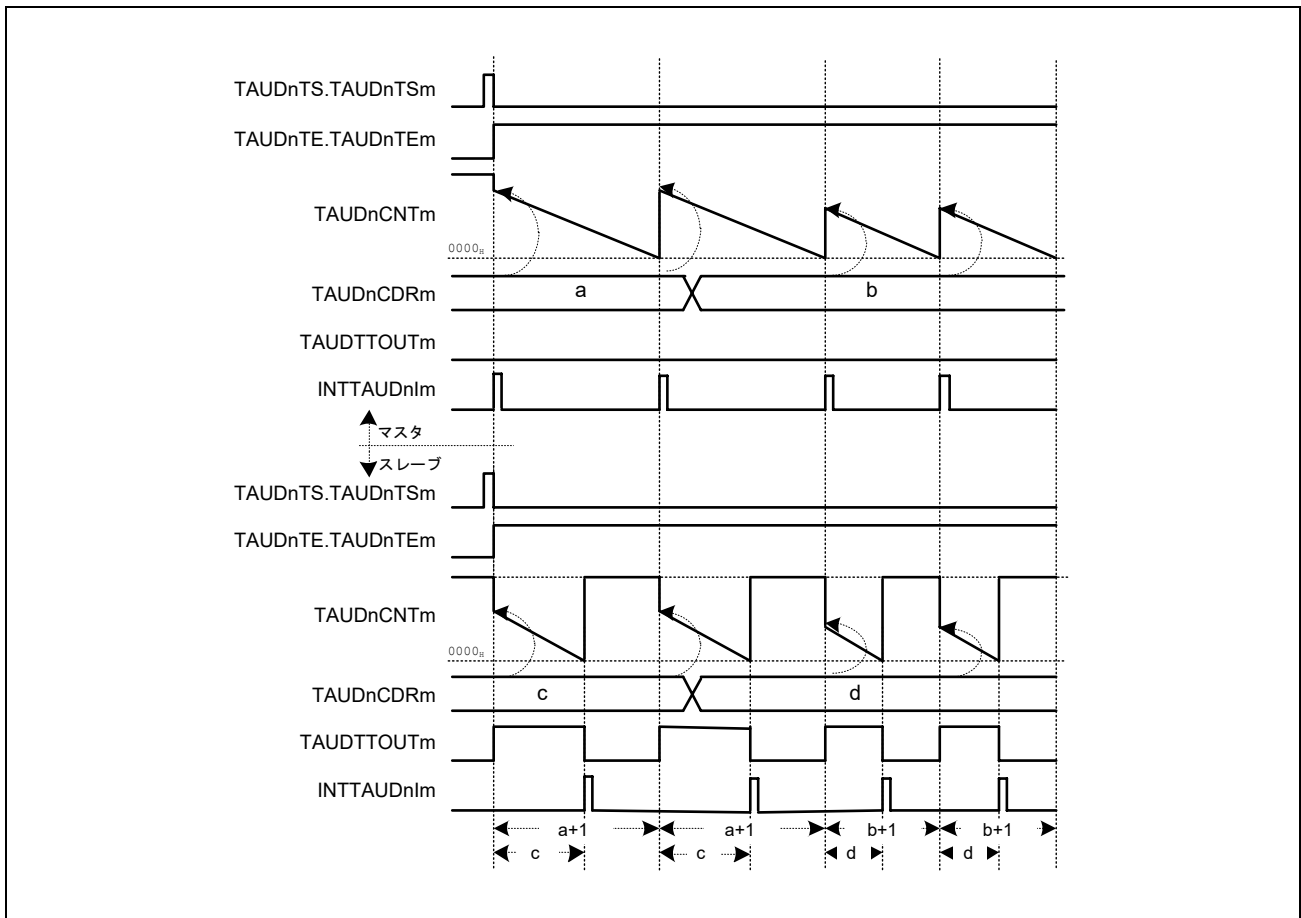 TAUDnTS.TAUDnTSm
TAUDnTE.TAUDnTEm
TAUDnCNTm
0000H
TAUDnCDRm
a
b
TAUDTTOUTm
INTTAUDnIm
マスタ
スレーブ
TAUDnTS.TAUDnTSm
TAUDnTE.TAUDnTEm
TAUDnCNTm
0000H
TAUDnCDRm
c
d
TAUDTTOUTm
INTTAUDnIm
a+1 a+1 b+1 b+1
c c d d